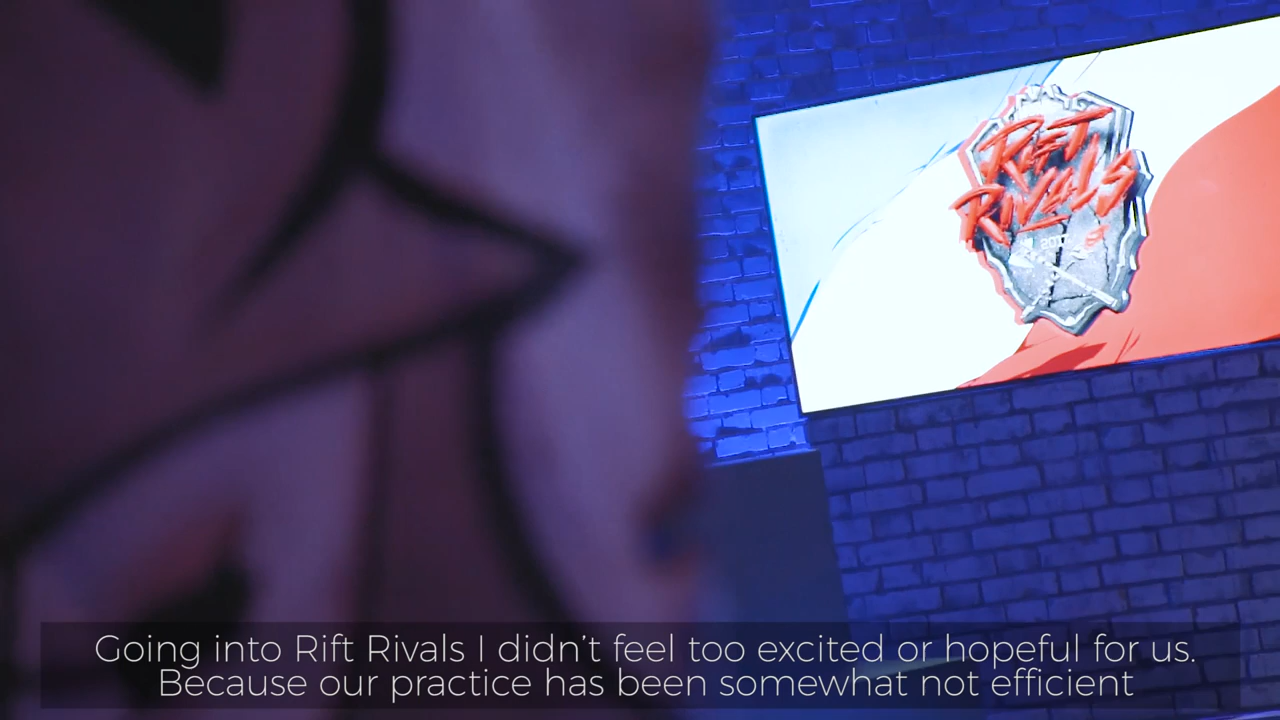 RIFT
RIVALS
2017
Going into Rift Rivals I didn't feel too excited or hopeful for us.
Because our practice has been somewhat not efficient